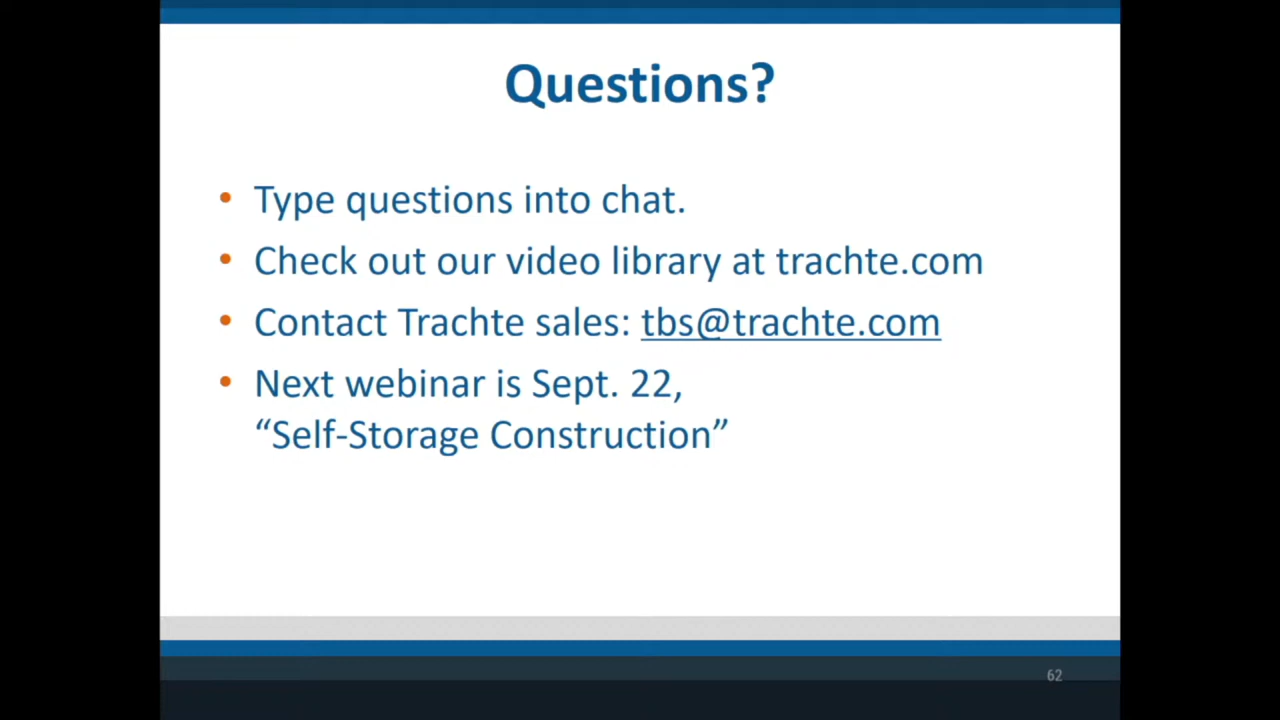 Questions?
• Type questions into chat.
• Check out our video library at trachte.com
• Contact Trachte sales: tbs@trachte.com
• Next webinar is Sept. 22,
“Self-Storage Construction”
62